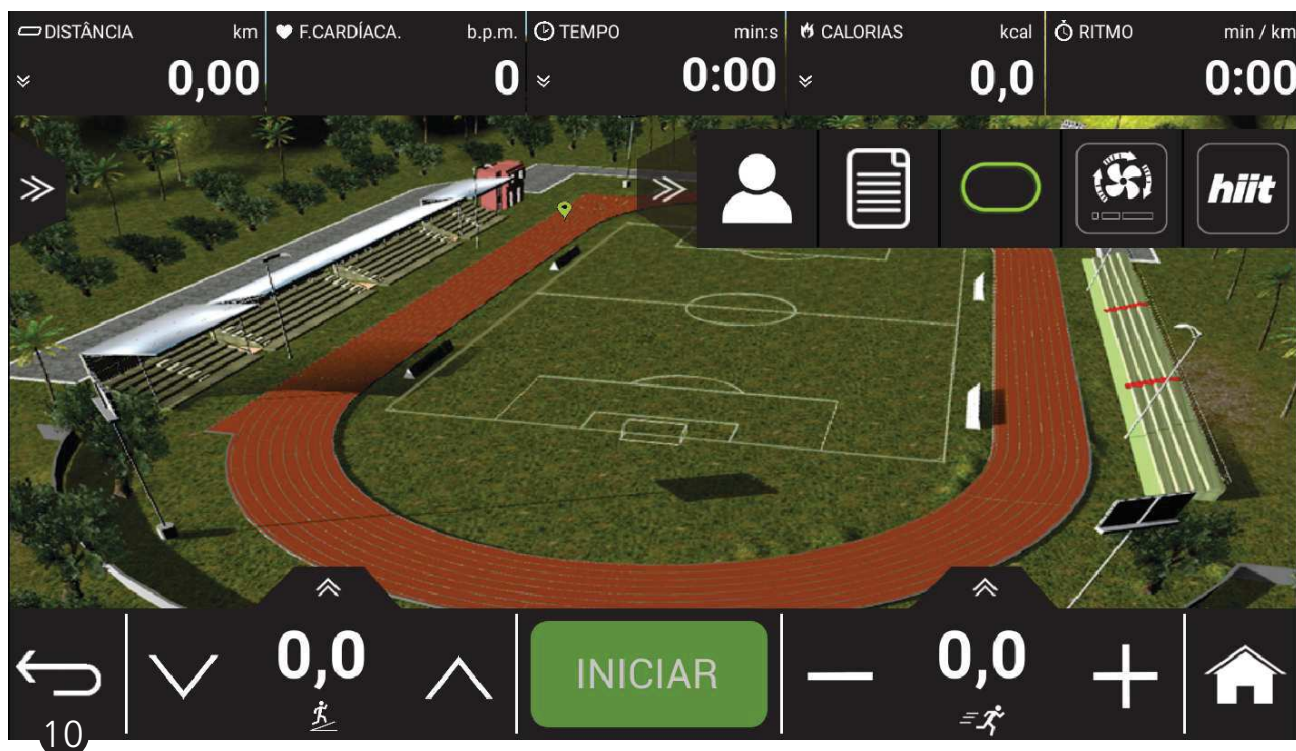 DISTÂNCIA km
0,00
F.CARDÍACA. b.p.m.
0
TEMPO min:s
0:00
CALORIAS kcal
0,0
RITMO min / km
0:00
hiit
0,0
INICIAR
0,0
10